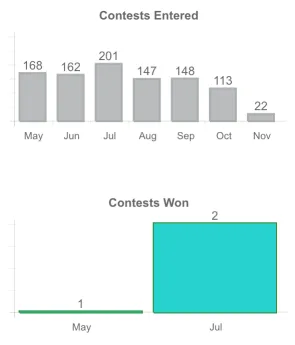 Contests Entered
168 162 201 147 148 113 22
May Jun Jul Aug Sep Oct Nov
Contests Won
1 2
May Jul